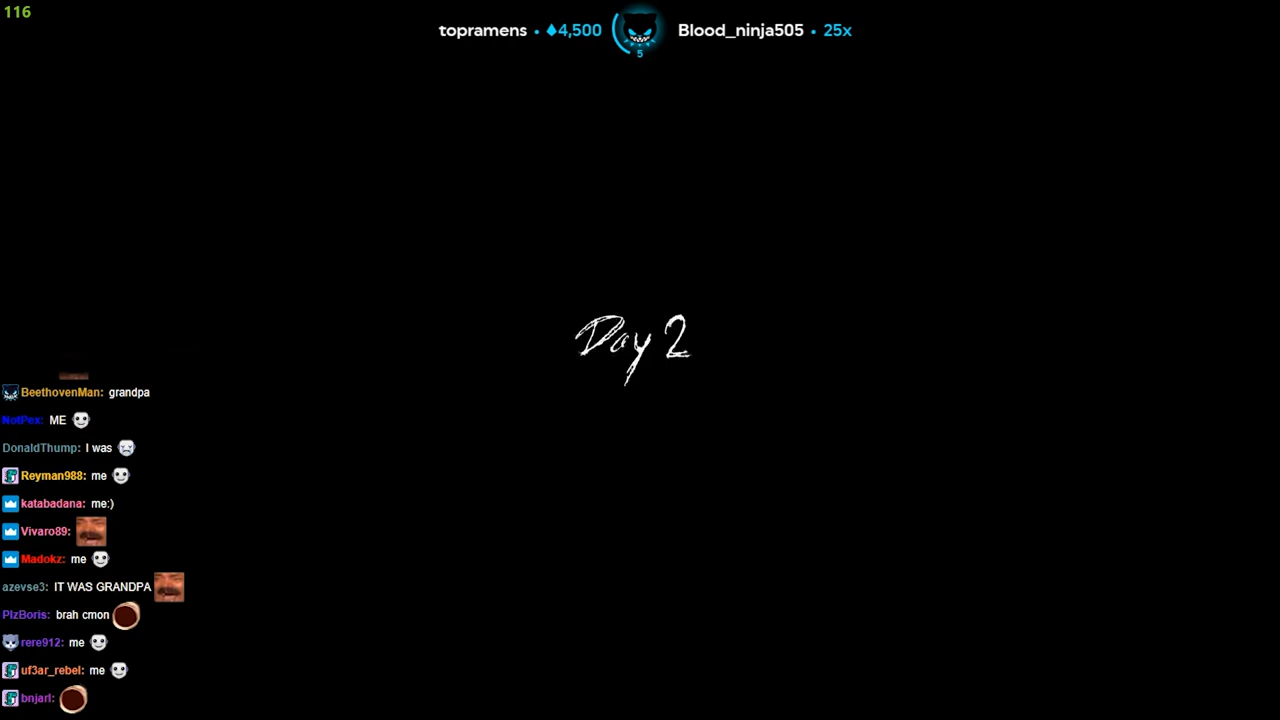 116
topramens • 4,500 5 Blood_ninja505 • 25x
Day 2
BeethovenMan: grandpa
NotPex: ME
DonaldThump: I was
Reyman988: me
katabadana: me:)
Vivaro89:
Madokz: me
azevse3: IT WAS GRANDPA
PlzBoris: brah cmon
rere912: me
uf3ar_rebel: me
bnjarl: